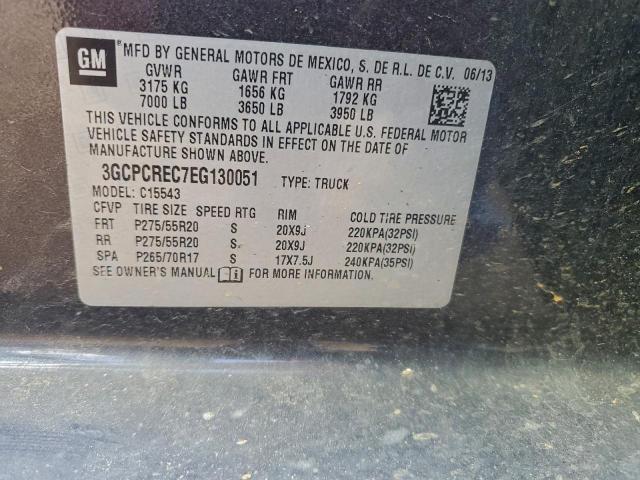 GM ® MFD BY GENERAL MOTORS DE MEXICO, S. DE R.L. DE C.V. 06/13
GVWR GAWR FRT GAWR RR
3175 KG 1656 KG 1792 KG
7000 LB 3650 LB 3950 LB
THIS VEHICLE CONFORMS TO ALL APPLICABLE U.S. FEDERAL MOTOR
VEHICLE SAFETY STANDARDS IN EFFECT ON THE DATE OF
MANUFACTURE SHOWN ABOVE.
3GCPCREC7EG130051 TYPE: TRUCK
MODEL: C15543
CFVP TIRE SIZE SPEED RTG RIM COLD TIRE PRESSURE
FRT P275/55R20 S 20X9J 220KPA(32PSI)
RR P275/55R20 S 20X9J 220KPA(32PSI)
SPA P265/70R17 S 17X7.5J 240KPA(35PSI)
SEE OWNER'S MANUAL FOR MORE INFORMATION.